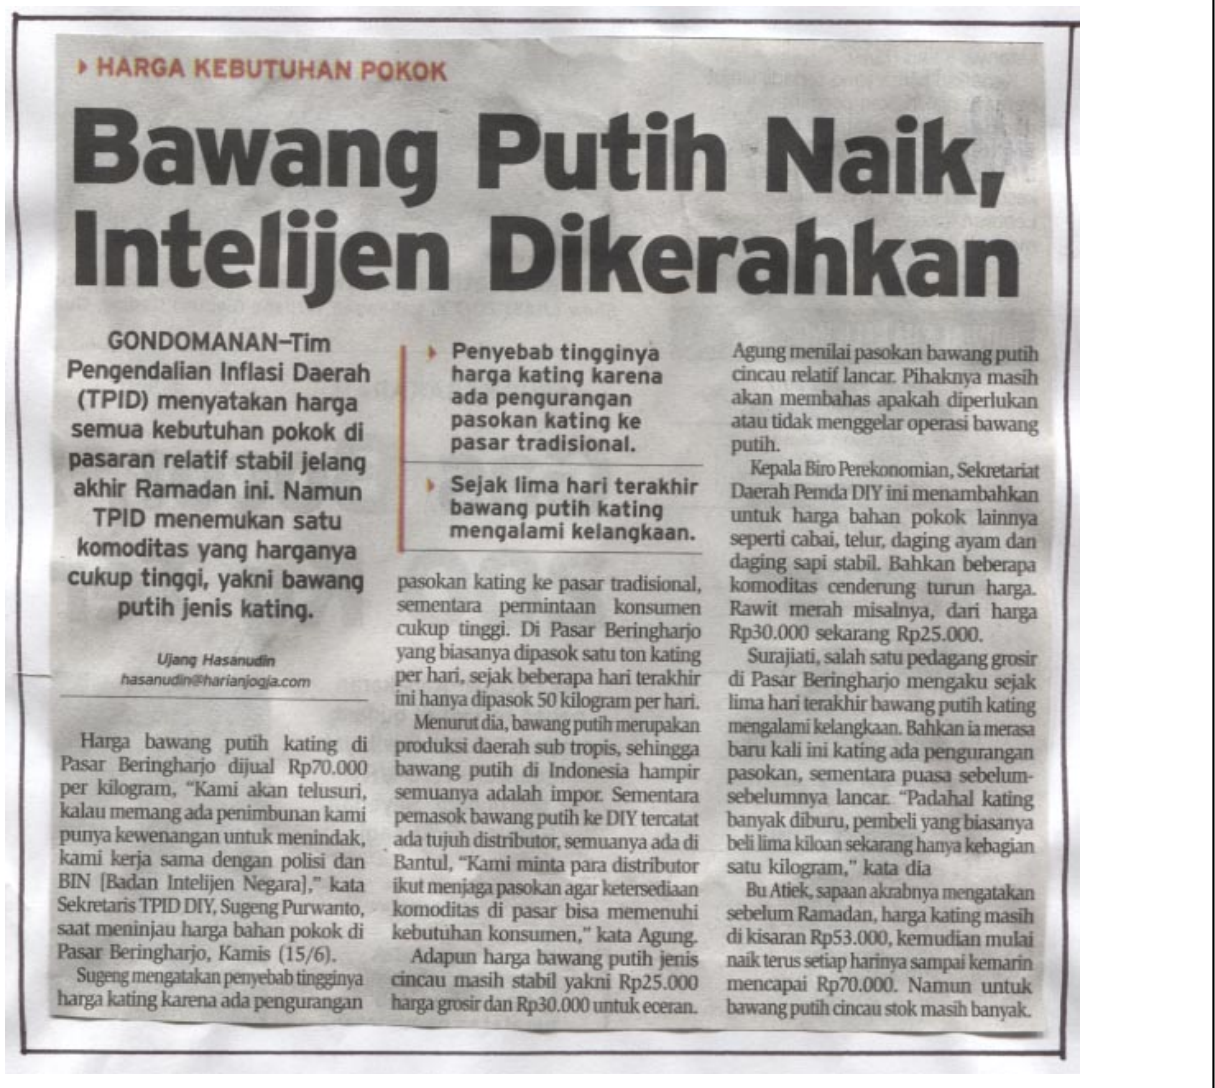 HARGA KEBUTUHAN POKOK
Bawang Putih Naik,
Intelijen Dikerahkan
GONDOMANAN–Tim
Pengendalian Inflasi Daerah
(TPID) menyatakan harga
semua kebutuhan pokok di
pasaran relatif stabil jelang
akhir Ramadan ini. Namun
TPID menemukan satu
komoditas yang harganya
cukup tinggi, yakni bawang
putih jenis kating.
Ujang Hasanudin
hasanudin@harianjogja.com
Harga bawang putih kating di
Pasar Beringharjo dijual Rp70.000
per kilogram, “Kami akan telusuri,
kalau memang ada penimbunan kami
punya kewenangan untuk menindak,
kami kerja sama dengan polisi dan
BIN [Badan Intelijen Negara],” kata
Sekretaris TPID DIY, Sugeng Purwanto,
saat meninjau harga bahan pokok di
Pasar Beringharjo, Kamis (15/6).
Sugeng mengatakan penyebab tingginya
harga kating karena ada pengurangan
Penyebab tingginya
harga kating karena
ada pengurangan
pasokan kating ke
pasar tradisional.
Sejak lima hari terakhir
bawang putih kating
mengalami kelangkaan.
pasokan kating ke pasar tradisional,
sementara permintaan konsumen
cukup tinggi. Di Pasar Beringharjo
yang biasanya dipasok satu ton kating
per hari, sejak beberapa hari terakhir
ini hanya dipasok 50 kilogram per hari.
Menurut dia, bawang putih merupakan
produksi daerah sub tropis, sehingga
bawang putih di Indonesia hampir
semuanya adalah impor. Sementara
pemasok bawang putih ke DIY tercatat
ada tujuh distributor, semuanya ada di
Bantul, “Kami minta para distributor
ikut menjaga pasokan agar ketersediaan
komoditas di pasar bisa memenuhi
kebutuhan konsumen,” kata Agung.
Adapun harga bawang putih jenis
cincau masih stabil yakni Rp25.000
harga grosir dan Rp30.000 untuk eceran.
Agung menilai pasokan bawang putih
cincau relatif lancar. Pihaknya masih
akan membahas apakah diperlukan
atau tidak menggelar operasi bawang
putih.
Kepala Biro Perekonomian, Sekretariat
Daerah Pemda DIY ini menambahkan
untuk harga bahan pokok lainnya
seperti cabai, telur, daging ayam dan
daging sapi stabil. Bahkan beberapa
komoditas cenderung turun harga.
Rawit merah misalnya, dari harga
Rp30.000 sekarang Rp25.000.
Surajiati, salah satu pedagang grosir
di Pasar Beringharjo mengaku sejak
lima hari terakhir bawang putih kating
mengalami kelangkaan. Bahkan ia merasa
baru kali ini kating ada pengurangan
pasokan, sementara puasa sebelum-
sebelumnya lancar. “Padahal kating
banyak diburu, pembeli yang biasanya
beli lima kiloan sekarang hanya kebagian
satu kilogram,” kata dia
Bu Atiek, sapaan akrabnya mengatakan
sebelum Ramadan, harga kating masih
di kisaran Rp53.000, kemudian mulai
naik terus setiap harinya sampai kemarin
mencapai Rp70.000. Namun untuk
bawang putih cincau stok masih banyak.